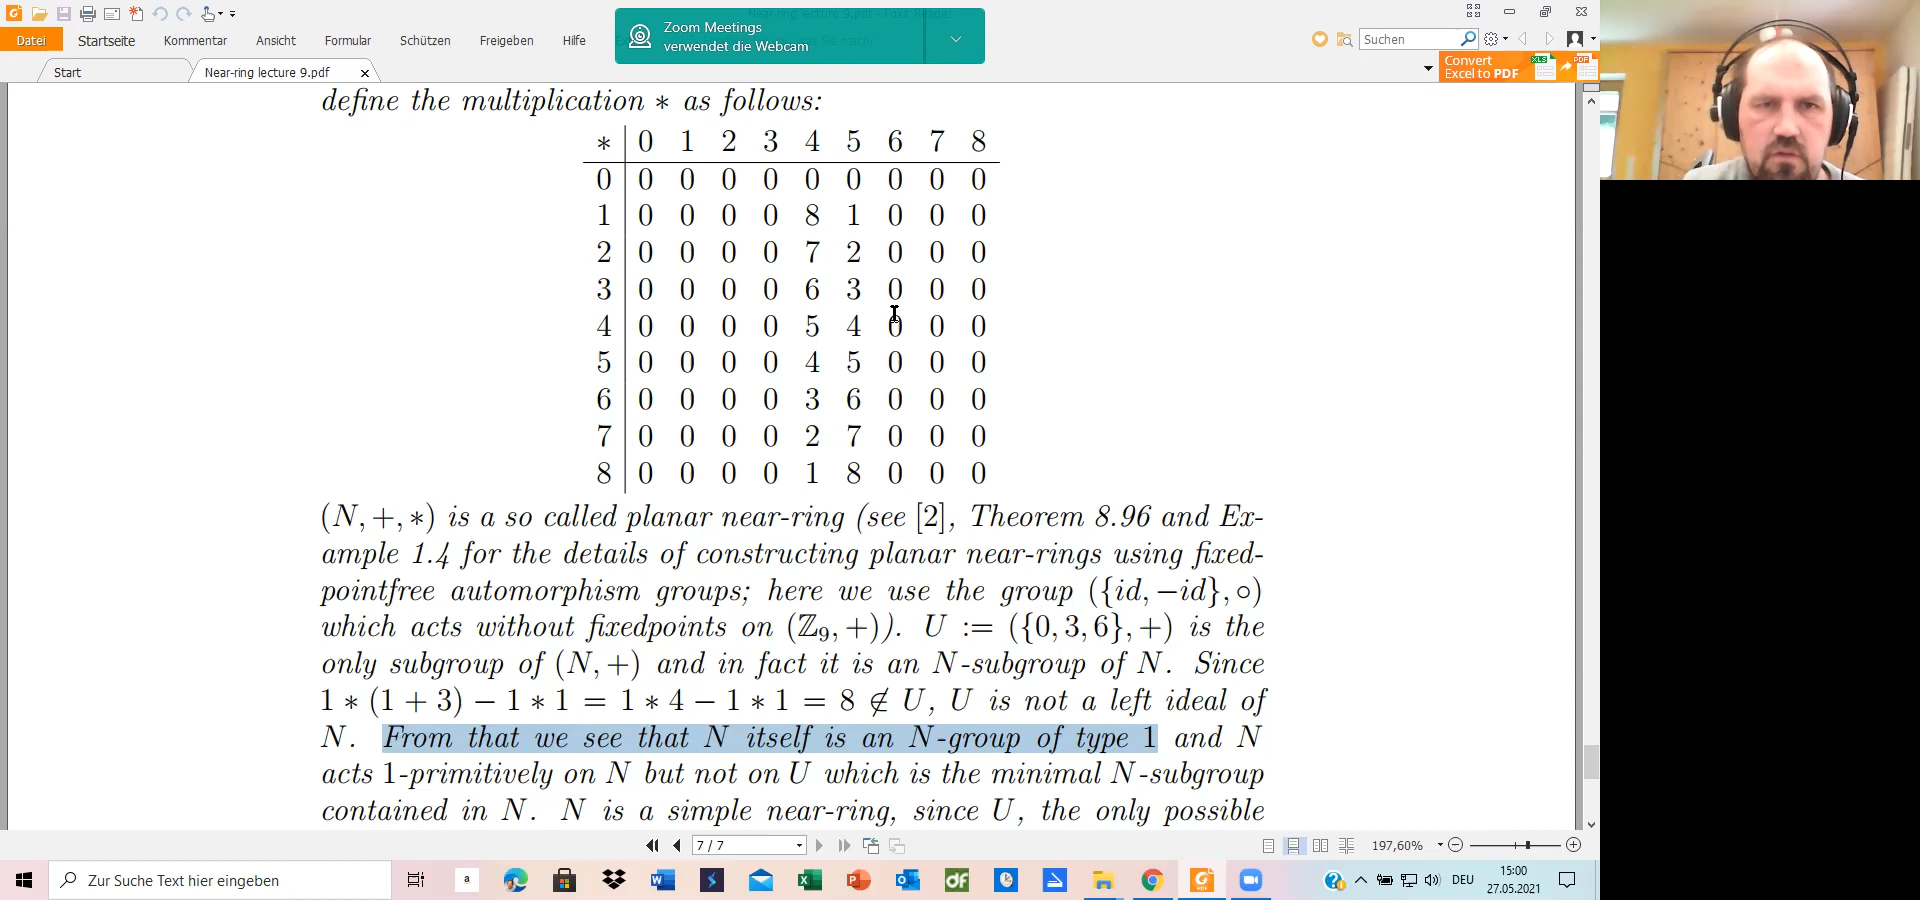 Near-ring lecture 9.pdf - Foxit Reader
Zoom Meetings
verwendet die Webcam
Datei Startseite Kommentar Ansicht Formular Schützen Freigeben Hilfe
Suchen
Start Near-ring lecture 9.pdf
Convert
Excel to PDF
XLS PDF
define the multiplication ∗ as follows:
∗ 0 1 2 3 4 5 6 7 8
0 0 0 0 0 0 0 0 0 0
1 0 0 0 0 8 1 0 0 0
2 0 0 0 0 7 2 0 0 0
3 0 0 0 0 6 3 0 0 0
4 0 0 0 0 5 4 0 0 0
5 0 0 0 0 4 5 0 0 0
6 0 0 0 0 3 6 0 0 0
7 0 0 0 0 2 7 0 0 0
8 0 0 0 0 1 8 0 0 0
(N, +, ∗) is a so called planar near-ring (see [2], Theorem 8.96 and Ex-
ample 1.4 for the details of constructing planar near-rings using fixed-
pointfree automorphism groups; here we use the group ({id, −id}, ∘)
which acts without fixedpoints on (ℤ₉, +)). U := ({0, 3, 6}, +) is the
only subgroup of (N, +) and in fact it is an N-subgroup of N. Since
1 ∗ (1 + 3) − 1 ∗ 1 = 1 ∗ 4 − 1 ∗ 1 = 8 ∉ U, U is not a left ideal of
N. From that we see that N itself is an N-group of type 1 and N
acts 1-primitively on N but not on U which is the minimal N-subgroup
contained in N. N is a simple near-ring, since U, the only possible
7 / 7
197,60%
Zur Suche Text hier eingeben
DEU
15:00
27.05.2021